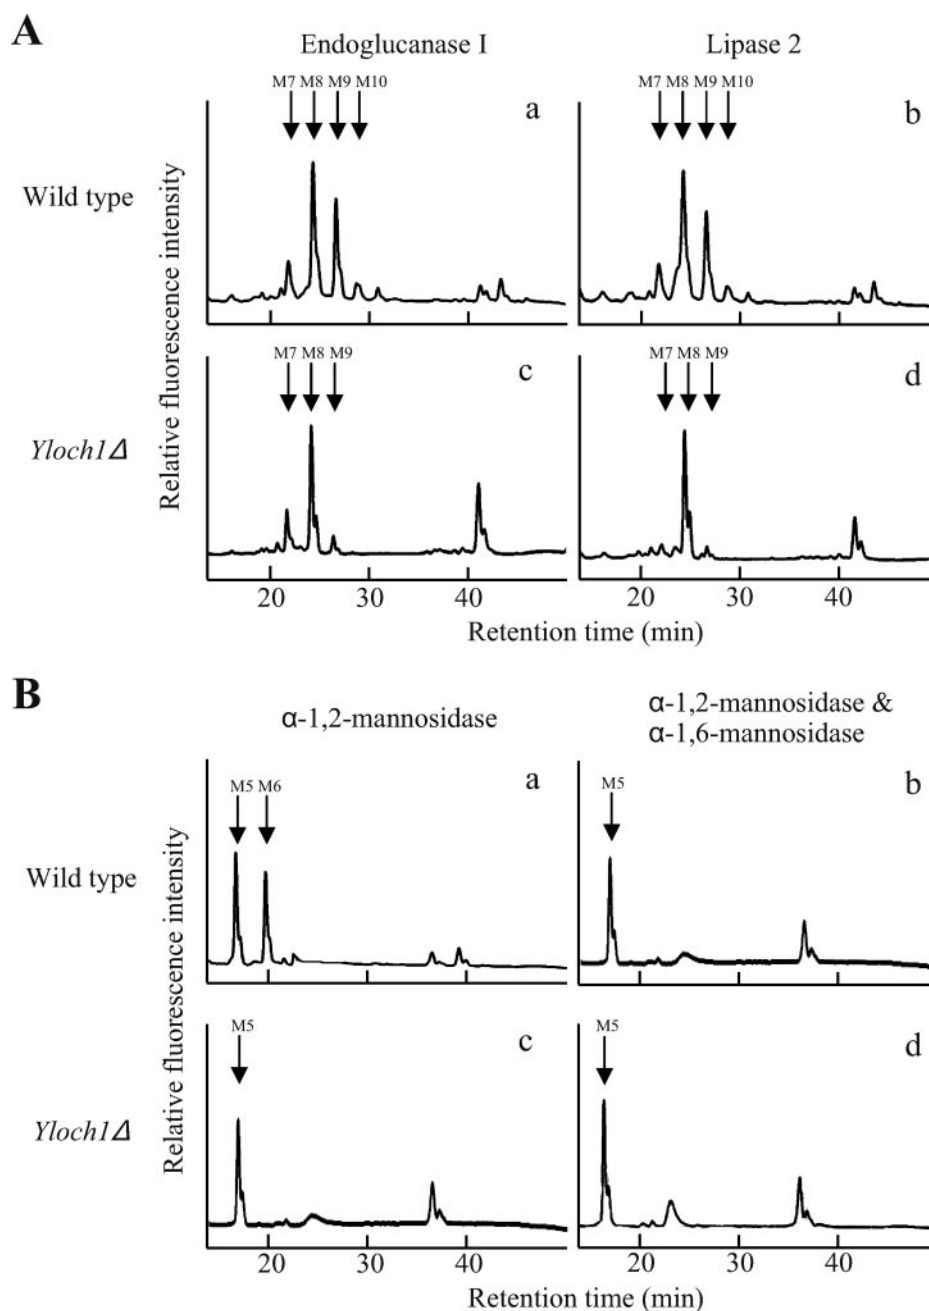 A
Endoglucanase I
Lipase 2
M7 M8 M9 M10
a
M7 M8 M9 M10
b
Wild type
Relative fluorescence intensity
M7 M8 M9
c
M7 M8 M9
d
Yloch1Δ
20 30 40
20 30 40
Retention time (min)
B
α-1,2-mannosidase
α-1,2-mannosidase &
α-1,6-mannosidase
M5 M6
a
M5
b
Wild type
Relative fluorescence intensity
M5
c
M5
d
Yloch1Δ
20 30 40
20 30 40
Retention time (min)